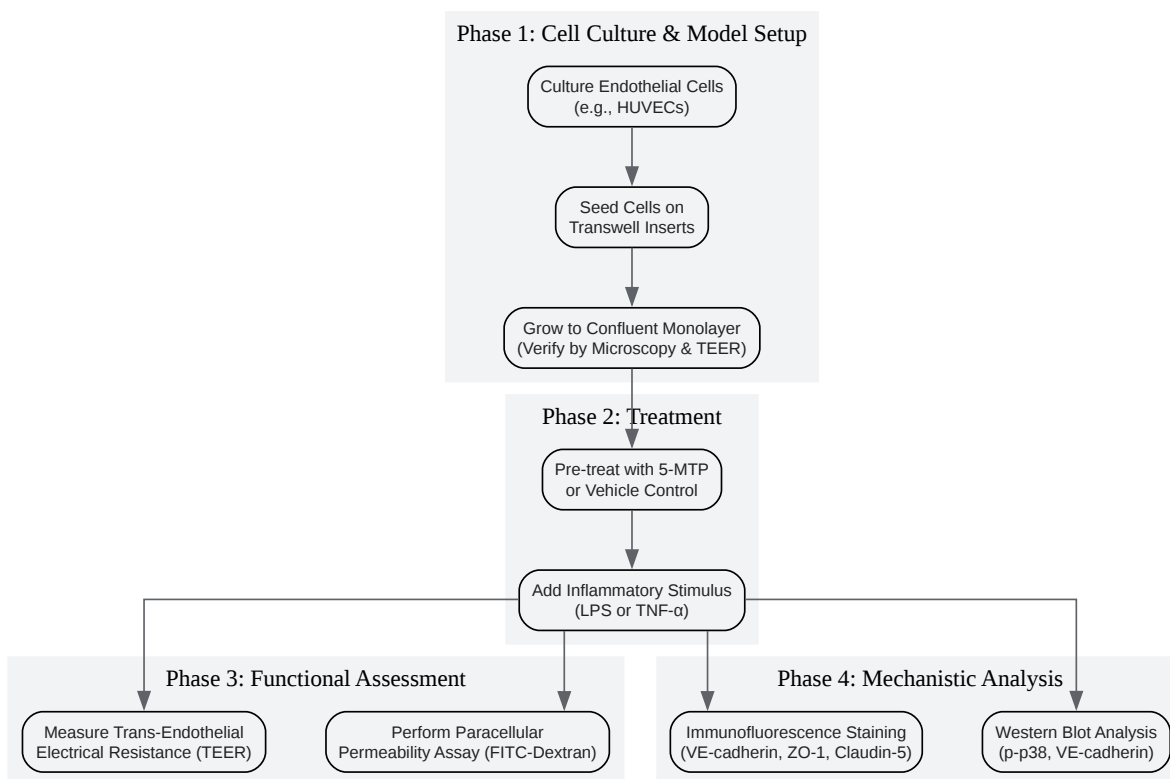 Phase 1: Cell Culture & Model Setup
Culture Endothelial Cells
(e.g., HUVECs)
Seed Cells on
Transwell Inserts
Grow to Confluent Monolayer
(Verify by Microscopy & TEER)
Phase 2: Treatment
Pre-treat with 5-MTP
or Vehicle Control
Add Inflammatory Stimulus
(LPS or TNF-α)
Phase 3: Functional Assessment
Measure Trans-Endothelial
Electrical Resistance (TEER)
Perform Paracellular
Permeability Assay (FITC-Dextran)
Phase 4: Mechanistic Analysis
Immunofluorescence Staining
(VE-cadherin, ZO-1, Claudin-5)
Western Blot Analysis
(p-p38, VE-cadherin)